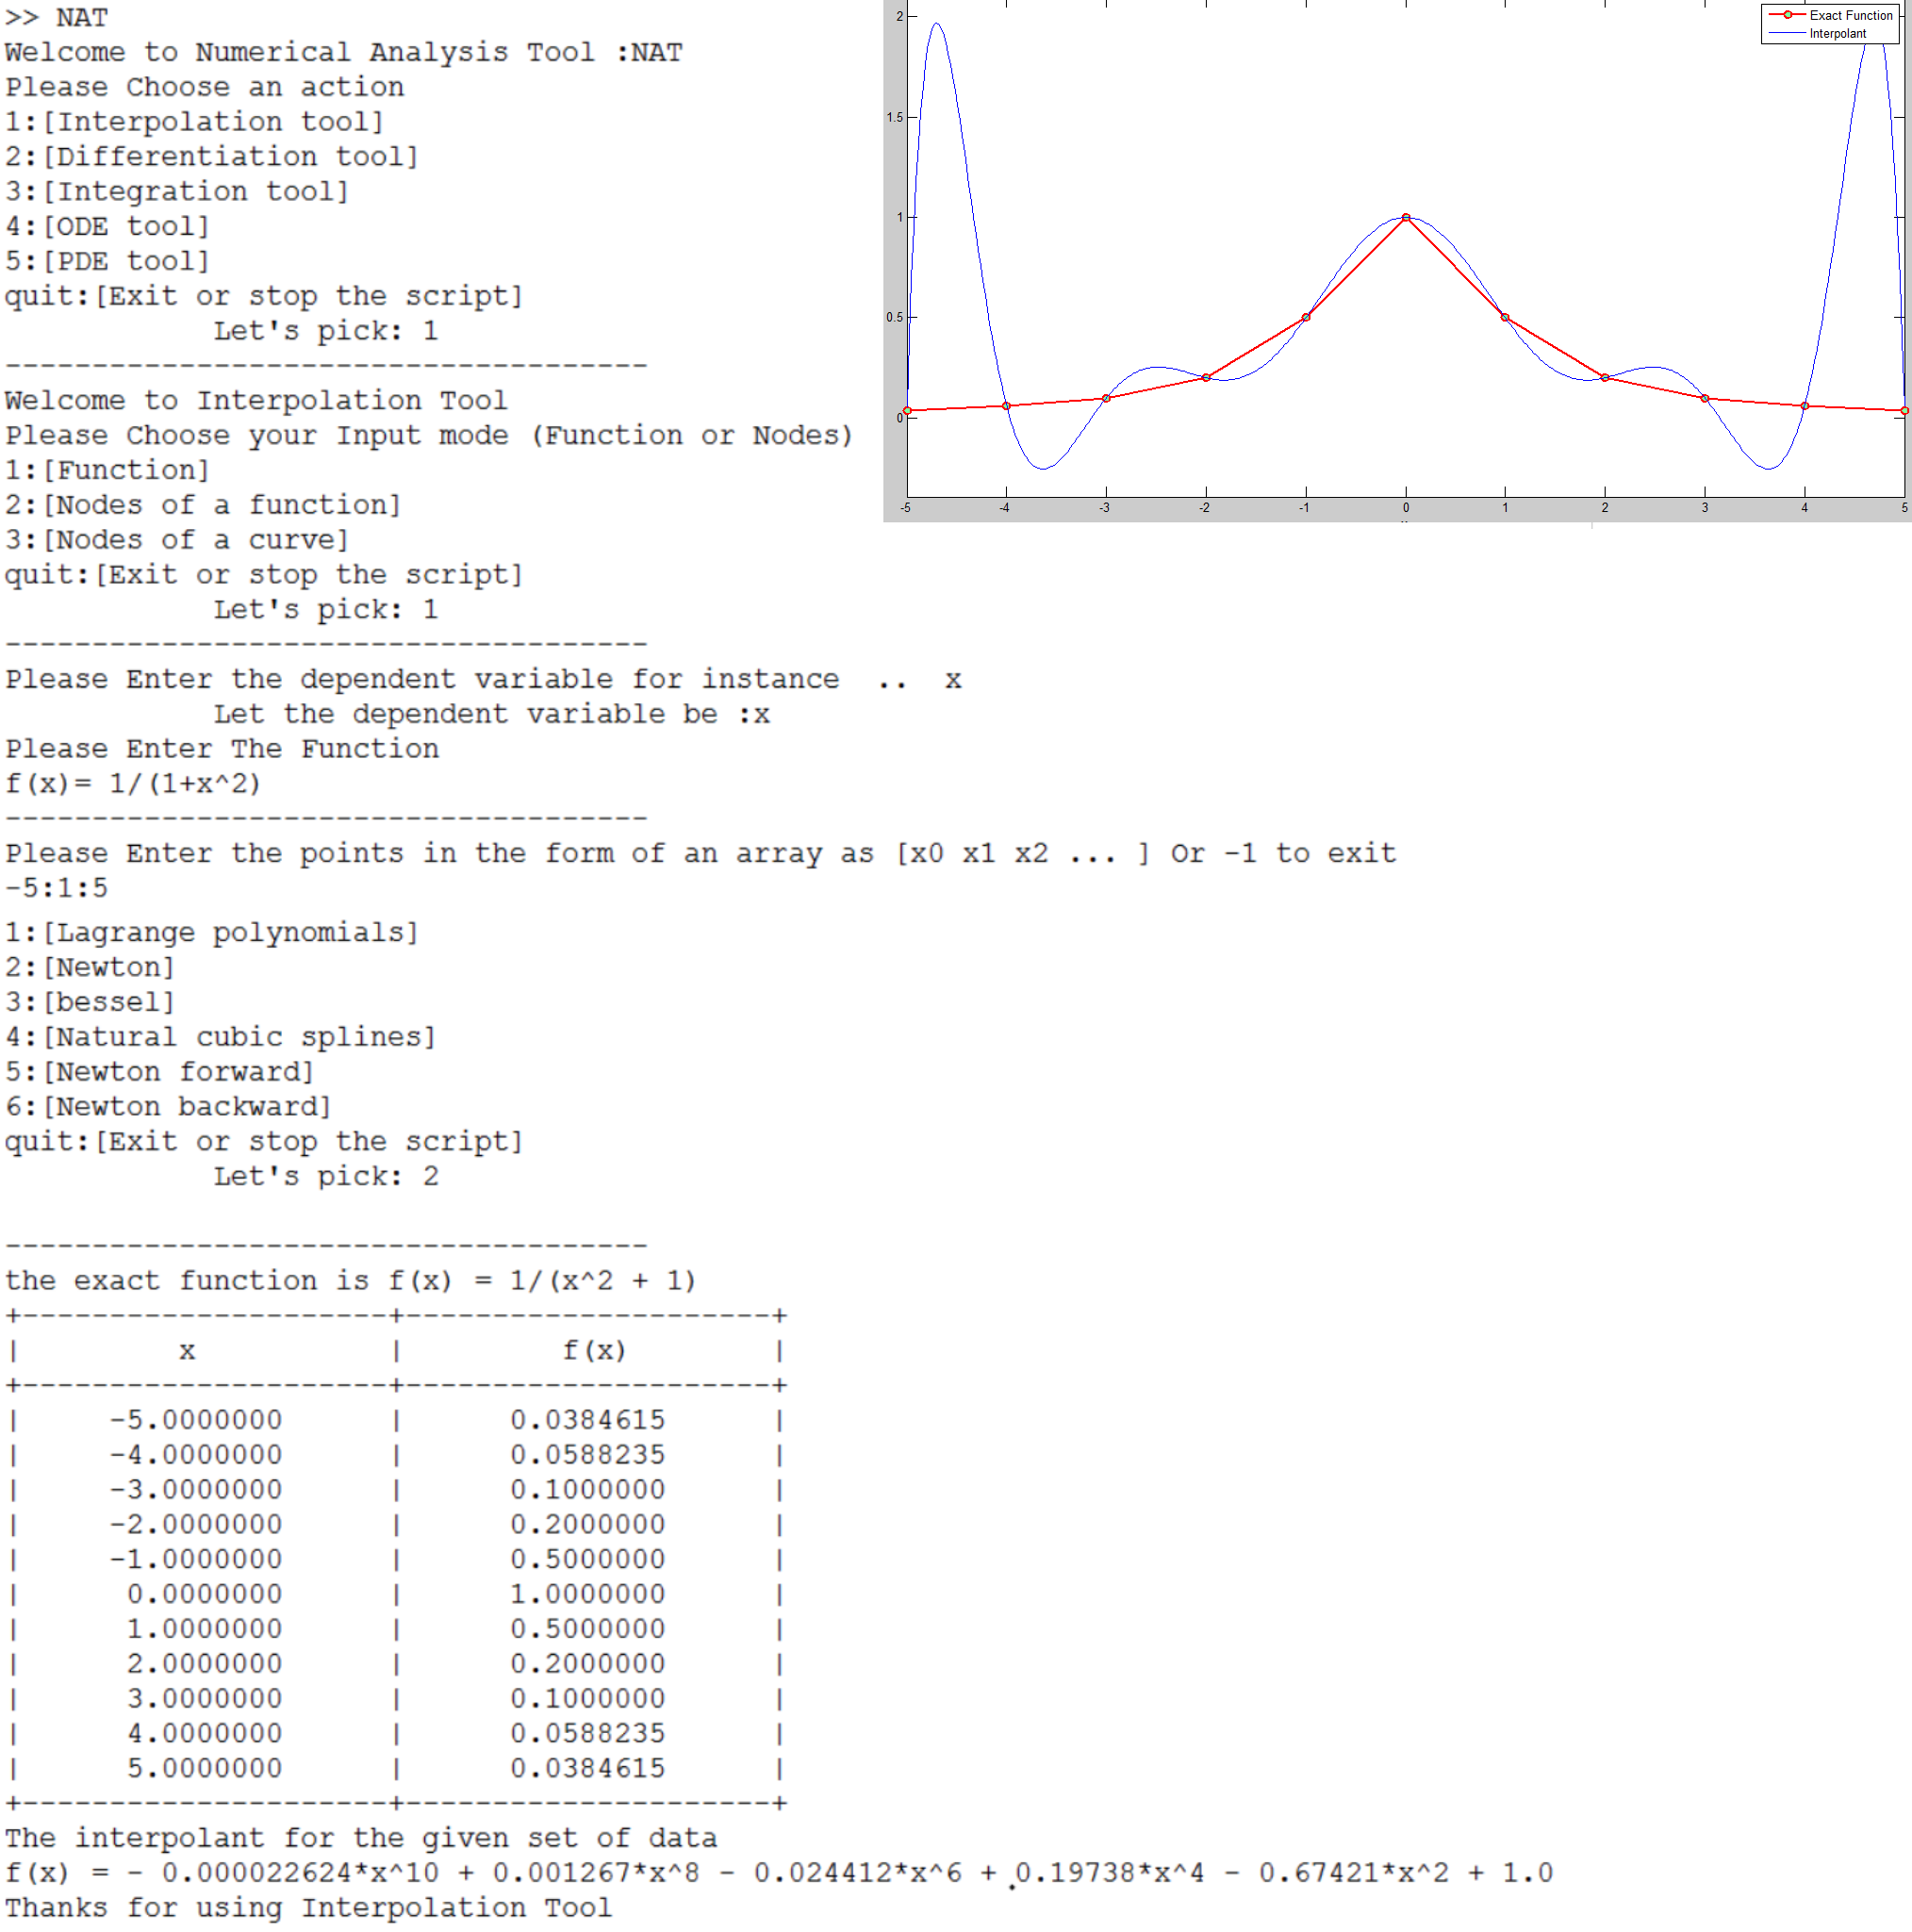 >> NAT
Welcome to Numerical Analysis Tool :NAT
Please Choose an action
1:[Interpolation tool]
2:[Differentiation tool]
3:[Integration tool]
4:[ODE tool]
5:[PDE tool]
quit:[Exit or stop the script]
Let's pick: 1
-------------------------------------
Welcome to Interpolation Tool
Please Choose your Input mode (Function or Nodes)
1:[Function]
2:[Nodes of a function]
3:[Nodes of a curve]
quit:[Exit or stop the script]
Let's pick: 1
-------------------------------------
Exact Function
Interpolant
2
1.5
1
0.5
0
-5 -4 -3 -2 -1 0 1 2 3 4 5
Please Enter the dependent variable for instance .. x
Let the dependent variable be :x
Please Enter The Function
f(x)= 1/(1+x^2)
-------------------------------------
Please Enter the points in the form of an array as [x0 x1 x2 ... ] Or -1 to exit
-5:1:5
1:[Lagrange polynomials]
2:[Newton]
3:[bessel]
4:[Natural cubic splines]
5:[Newton forward]
6:[Newton backward]
quit:[Exit or stop the script]
Let's pick: 2
-------------------------------------
the exact function is f(x) = 1/(x^2 + 1)
+---------------------+---------------------+
| x | f(x) |
+---------------------+---------------------+
| -5.0000000 | 0.0384615 |
| -4.0000000 | 0.0588235 |
| -3.0000000 | 0.1000000 |
| -2.0000000 | 0.2000000 |
| -1.0000000 | 0.5000000 |
| 0.0000000 | 1.0000000 |
| 1.0000000 | 0.5000000 |
| 2.0000000 | 0.2000000 |
| 3.0000000 | 0.1000000 |
| 4.0000000 | 0.0588235 |
| 5.0000000 | 0.0384615 |
+---------------------+---------------------+
The interpolant for the given set of data
f(x) = - 0.000022624*x^10 + 0.001267*x^8 - 0.024412*x^6 + 0.19738*x^4 - 0.67421*x^2 + 1.0
Thanks for using Interpolation Tool